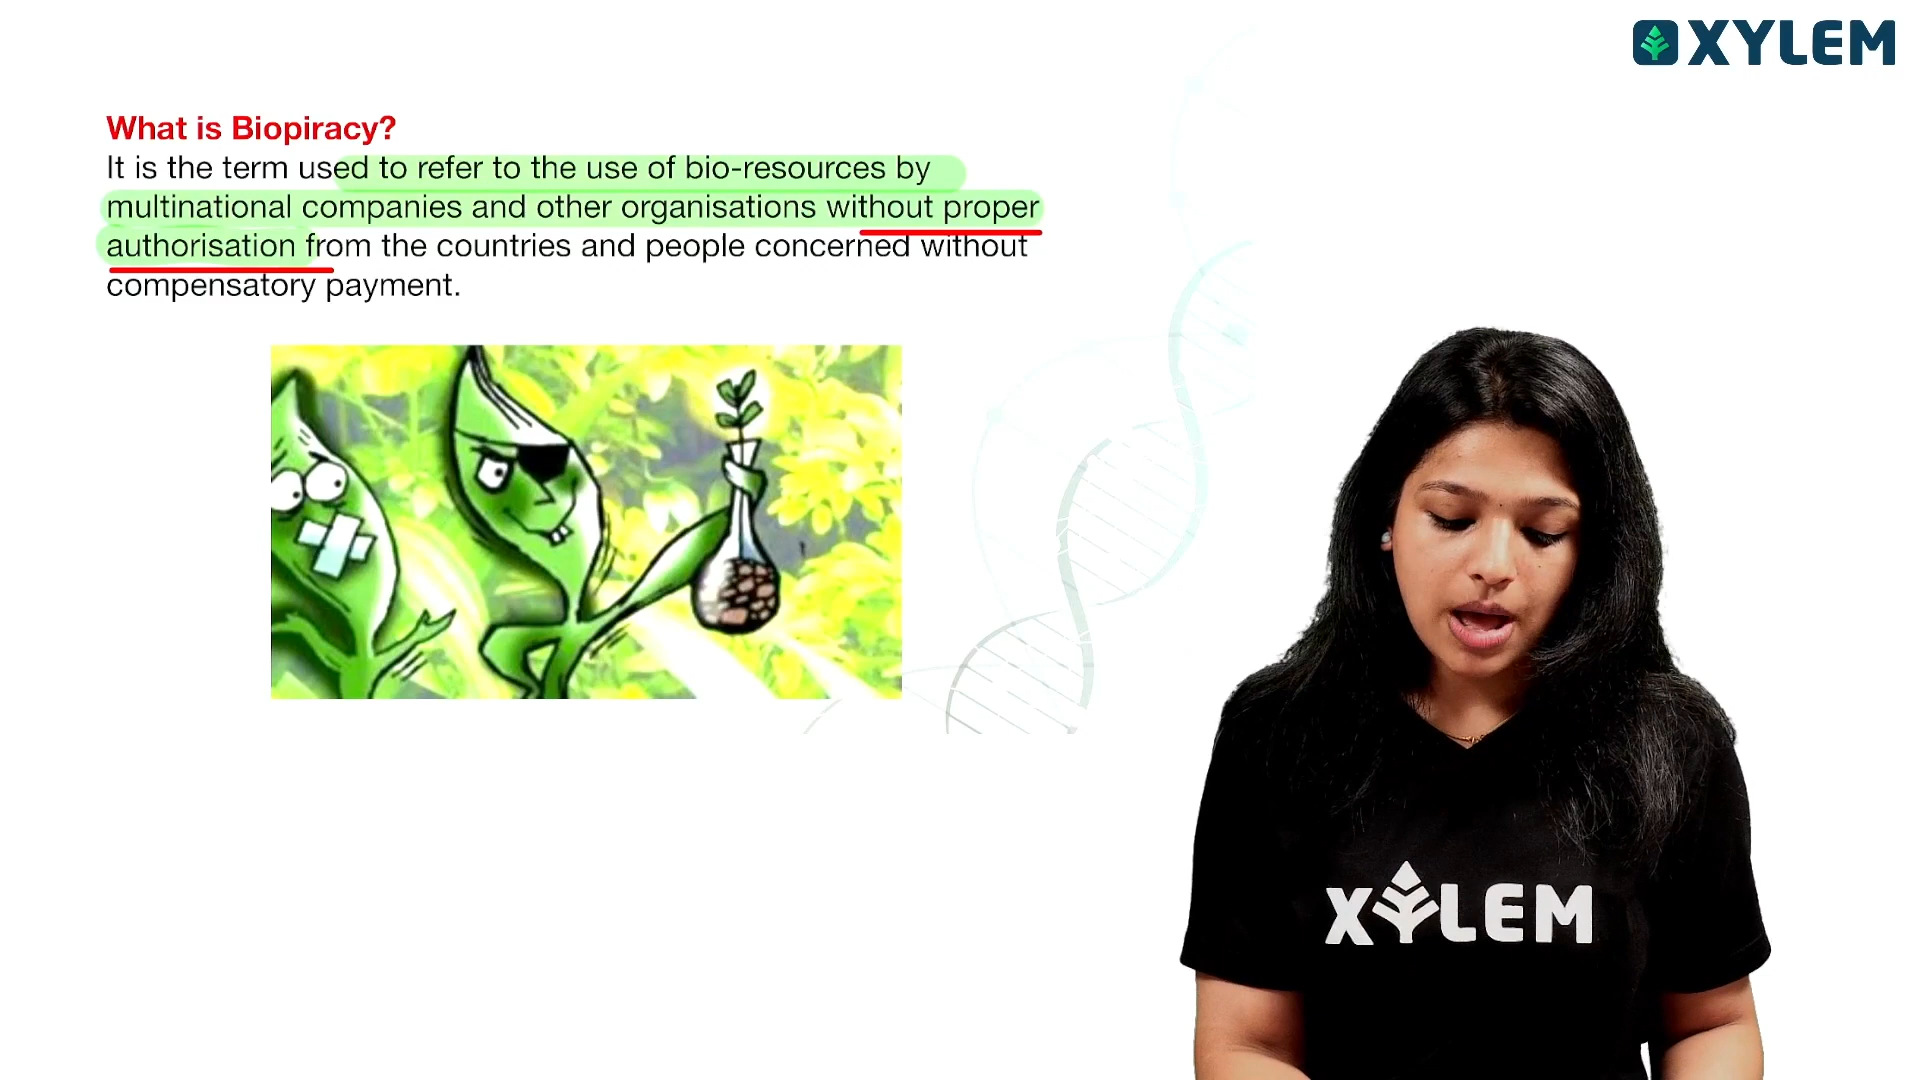 XYLEM
What is Biopiracy?
It is the term used to refer to the use of bio-resources by
multinational companies and other organisations without proper
authorisation from the countries and people concerned without
compensatory payment.
XYLEM